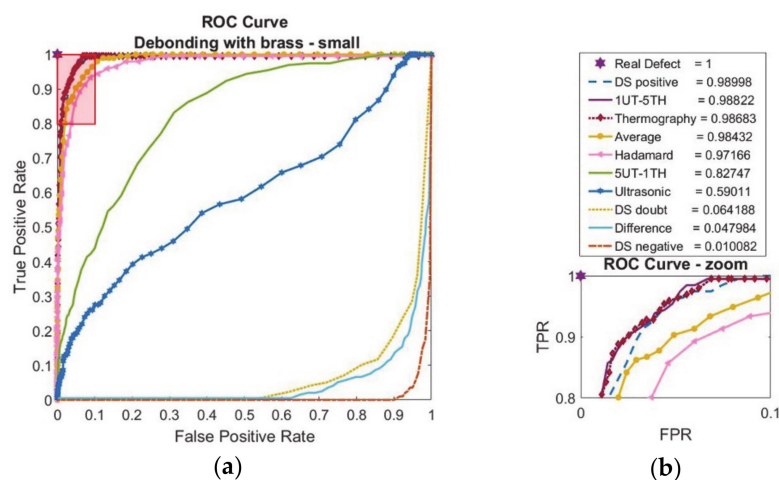 ROC Curve
Debonding with brass - small
True Positive Rate
1
0.9
0.8
0.7
0.6
0.5
0.4
0.3
0.2
0.1
0
0 0.1 0.2 0.3 0.4 0.5 0.6 0.7 0.8 0.9 1
False Positive Rate
(a)
Real Defect = 1
DS positive = 0.98998
1UT-5TH = 0.98822
Thermography = 0.98683
Average = 0.98432
Hadamard = 0.97166
5UT-1TH = 0.82747
Ultrasonic = 0.59011
DS doubt = 0.064188
Difference = 0.047984
DS negative = 0.010082
ROC Curve - zoom
TPR
1
0.9
0.8
0 0.1
FPR
(b)